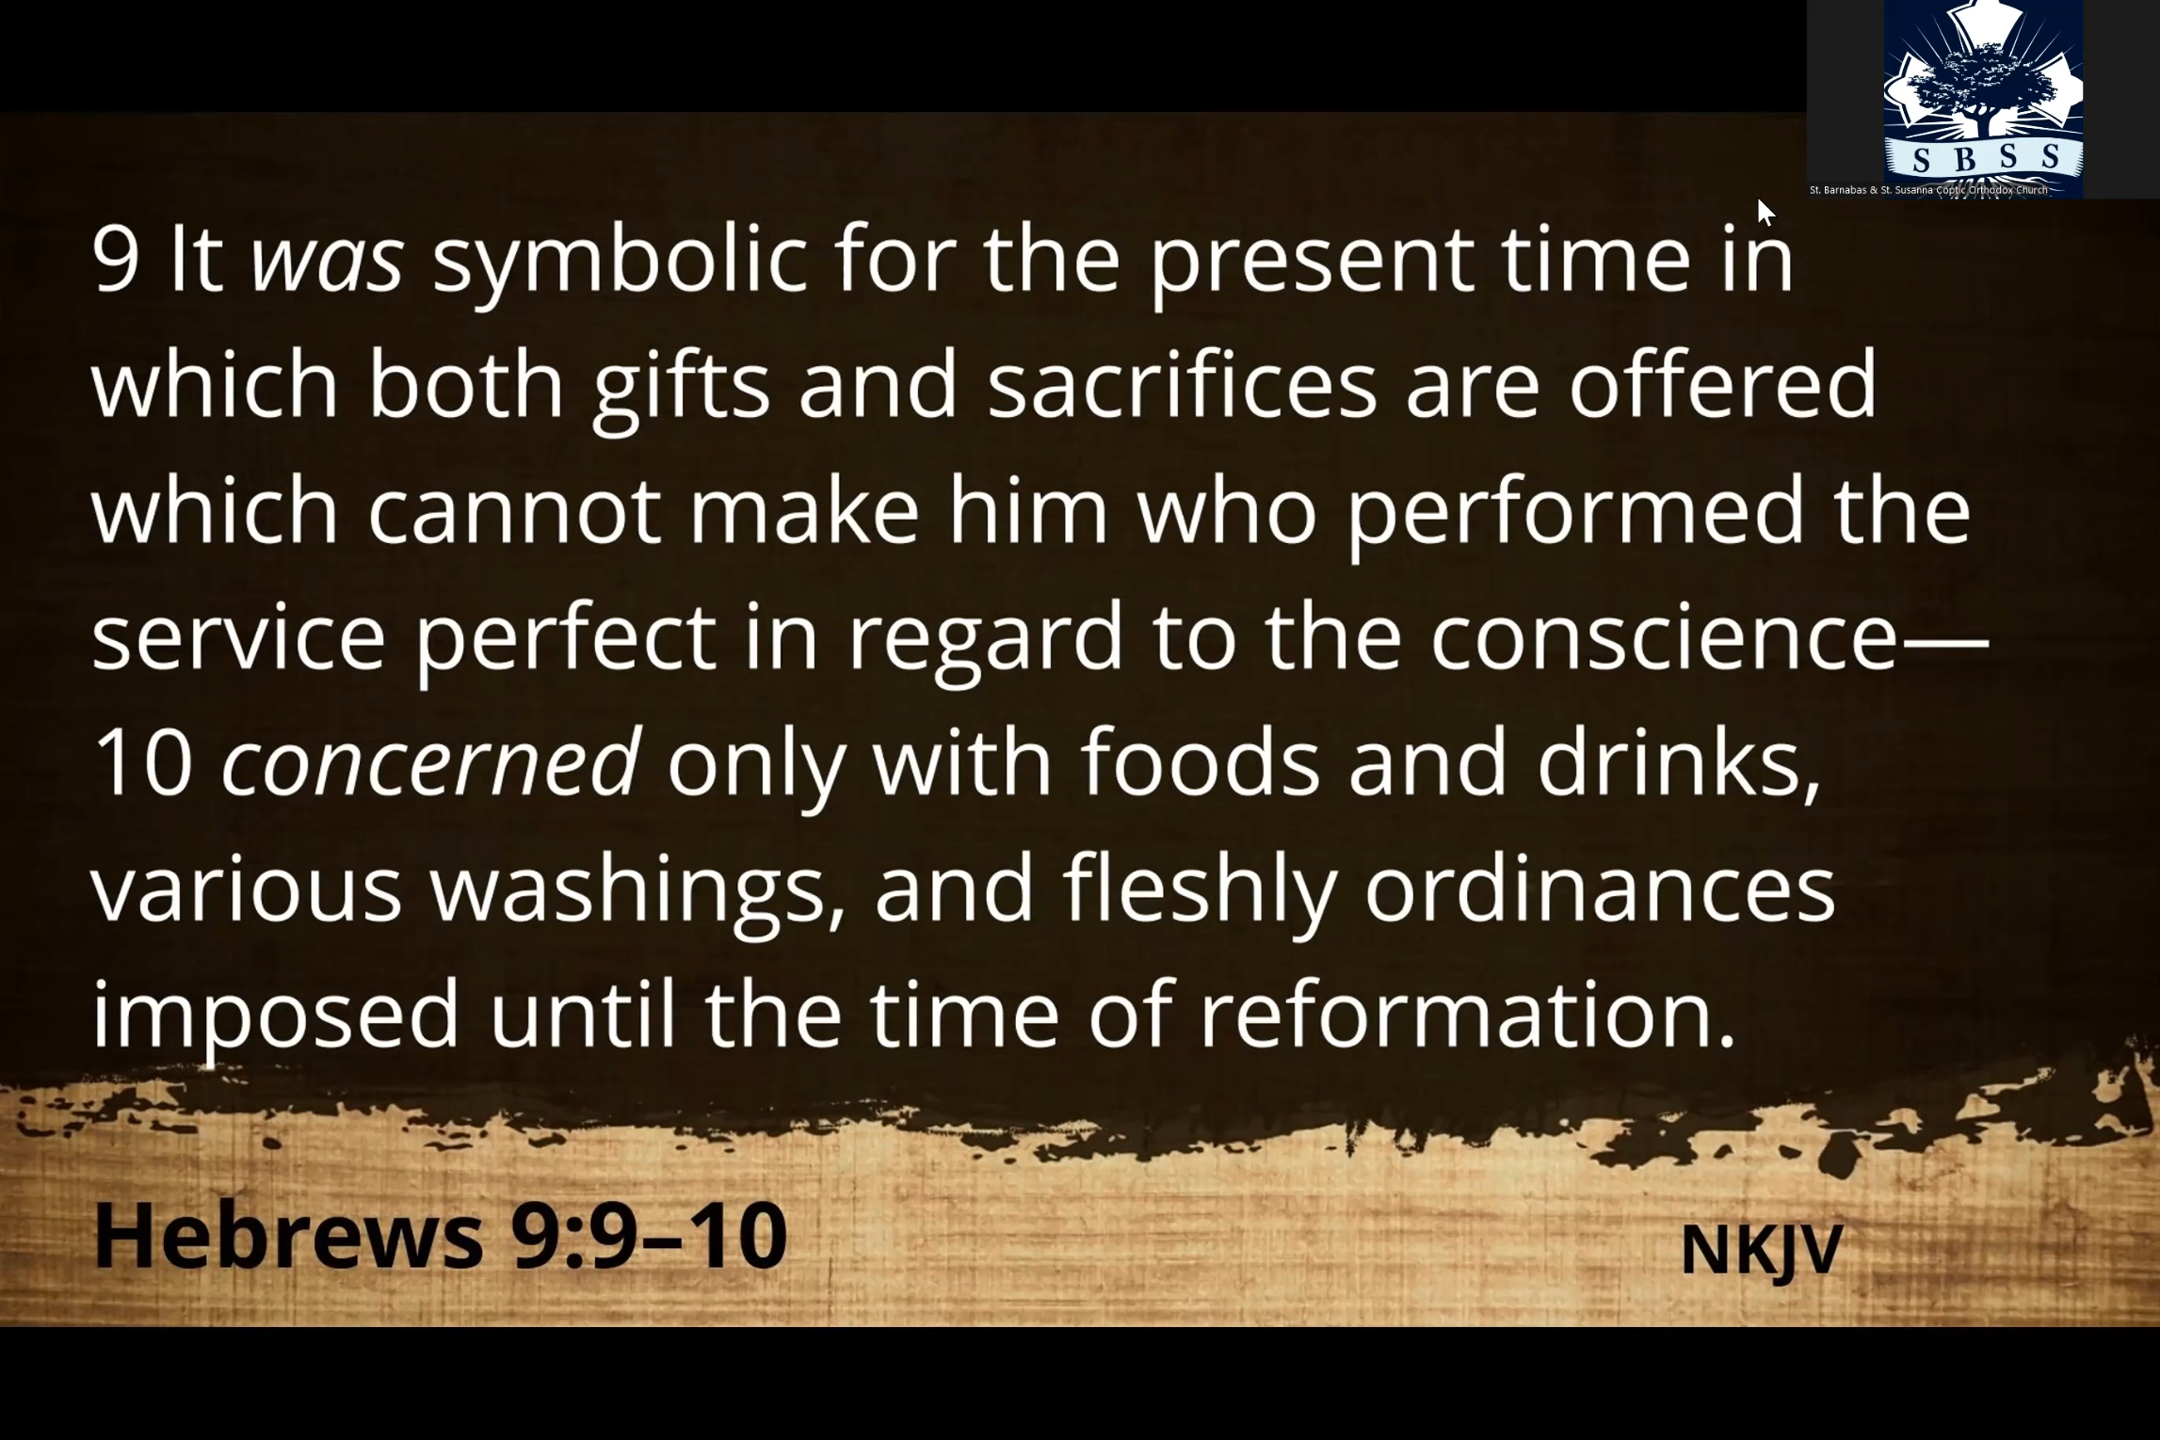 S B S S
St. Barnabas & St. Susanna Coptic Orthodox Church
9 It was symbolic for the present time in
which both gifts and sacrifices are offered
which cannot make him who performed the
service perfect in regard to the conscience—
10 concerned only with foods and drinks,
various washings, and fleshly ordinances
imposed until the time of reformation.
Hebrews 9:9–10
NKJV